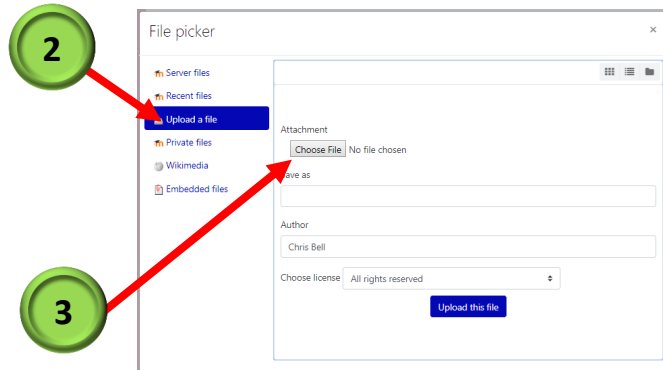 File picker
×
2
Server files
Recent files
Upload a file
Private files
Wikimedia
Embedded files
Attachment
Choose File No file chosen
ave as
Author
Chris Bell
Choose license All rights reserved
Upload this file
3